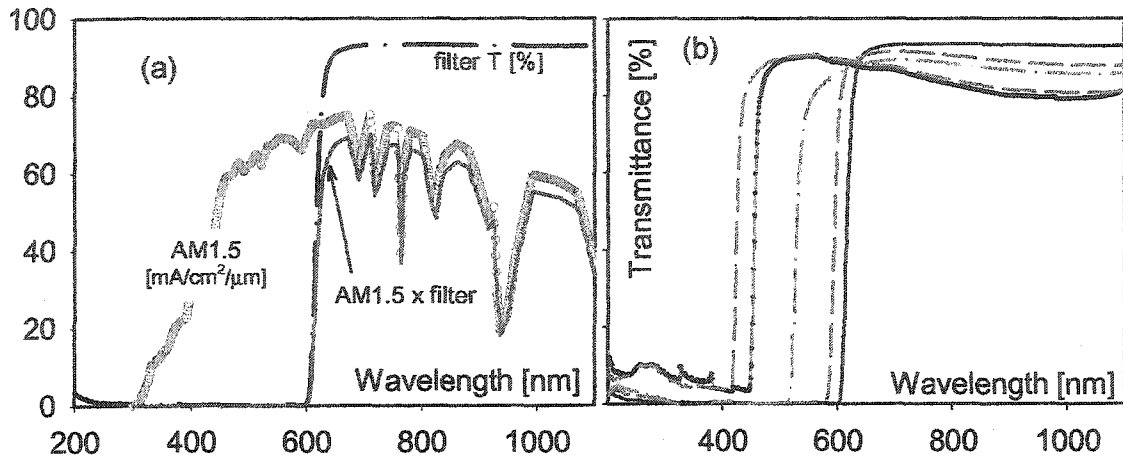 100
80
60
40
20
0
(a)
filter T [%]
AM1.5
[mA/cm²/µm]
AM1.5 x filter
Wavelength [nm]
200 400 600 800 1000
(b)
Transmittance [%]
Wavelength [nm]
400 600 800 1000